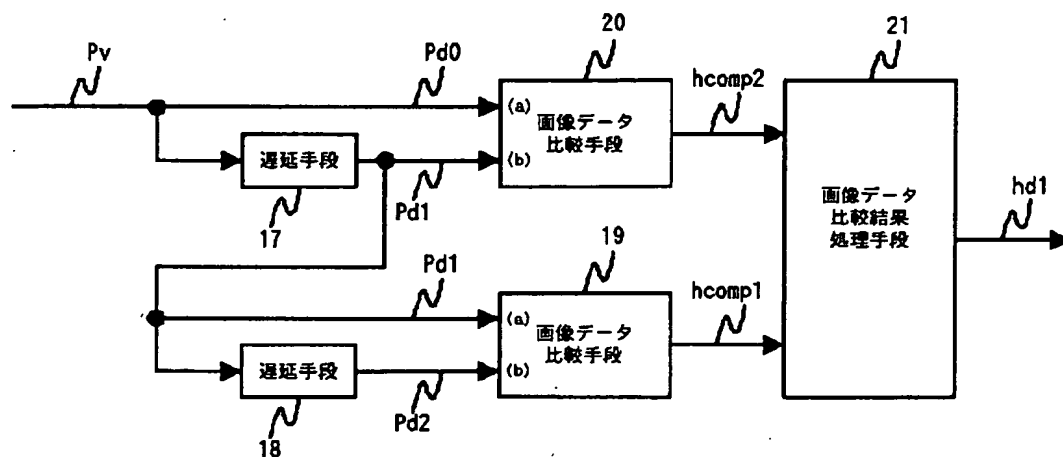 20
21
Pv
Pd0
hcomp2
(a)
画像データ
比較手段
(b)
遅延手段
17
Pd1
画像データ
比較結果
処理手段
hd1
19
Pd1
hcomp1
(a)
画像データ
比較手段
(b)
遅延手段
18
Pd2